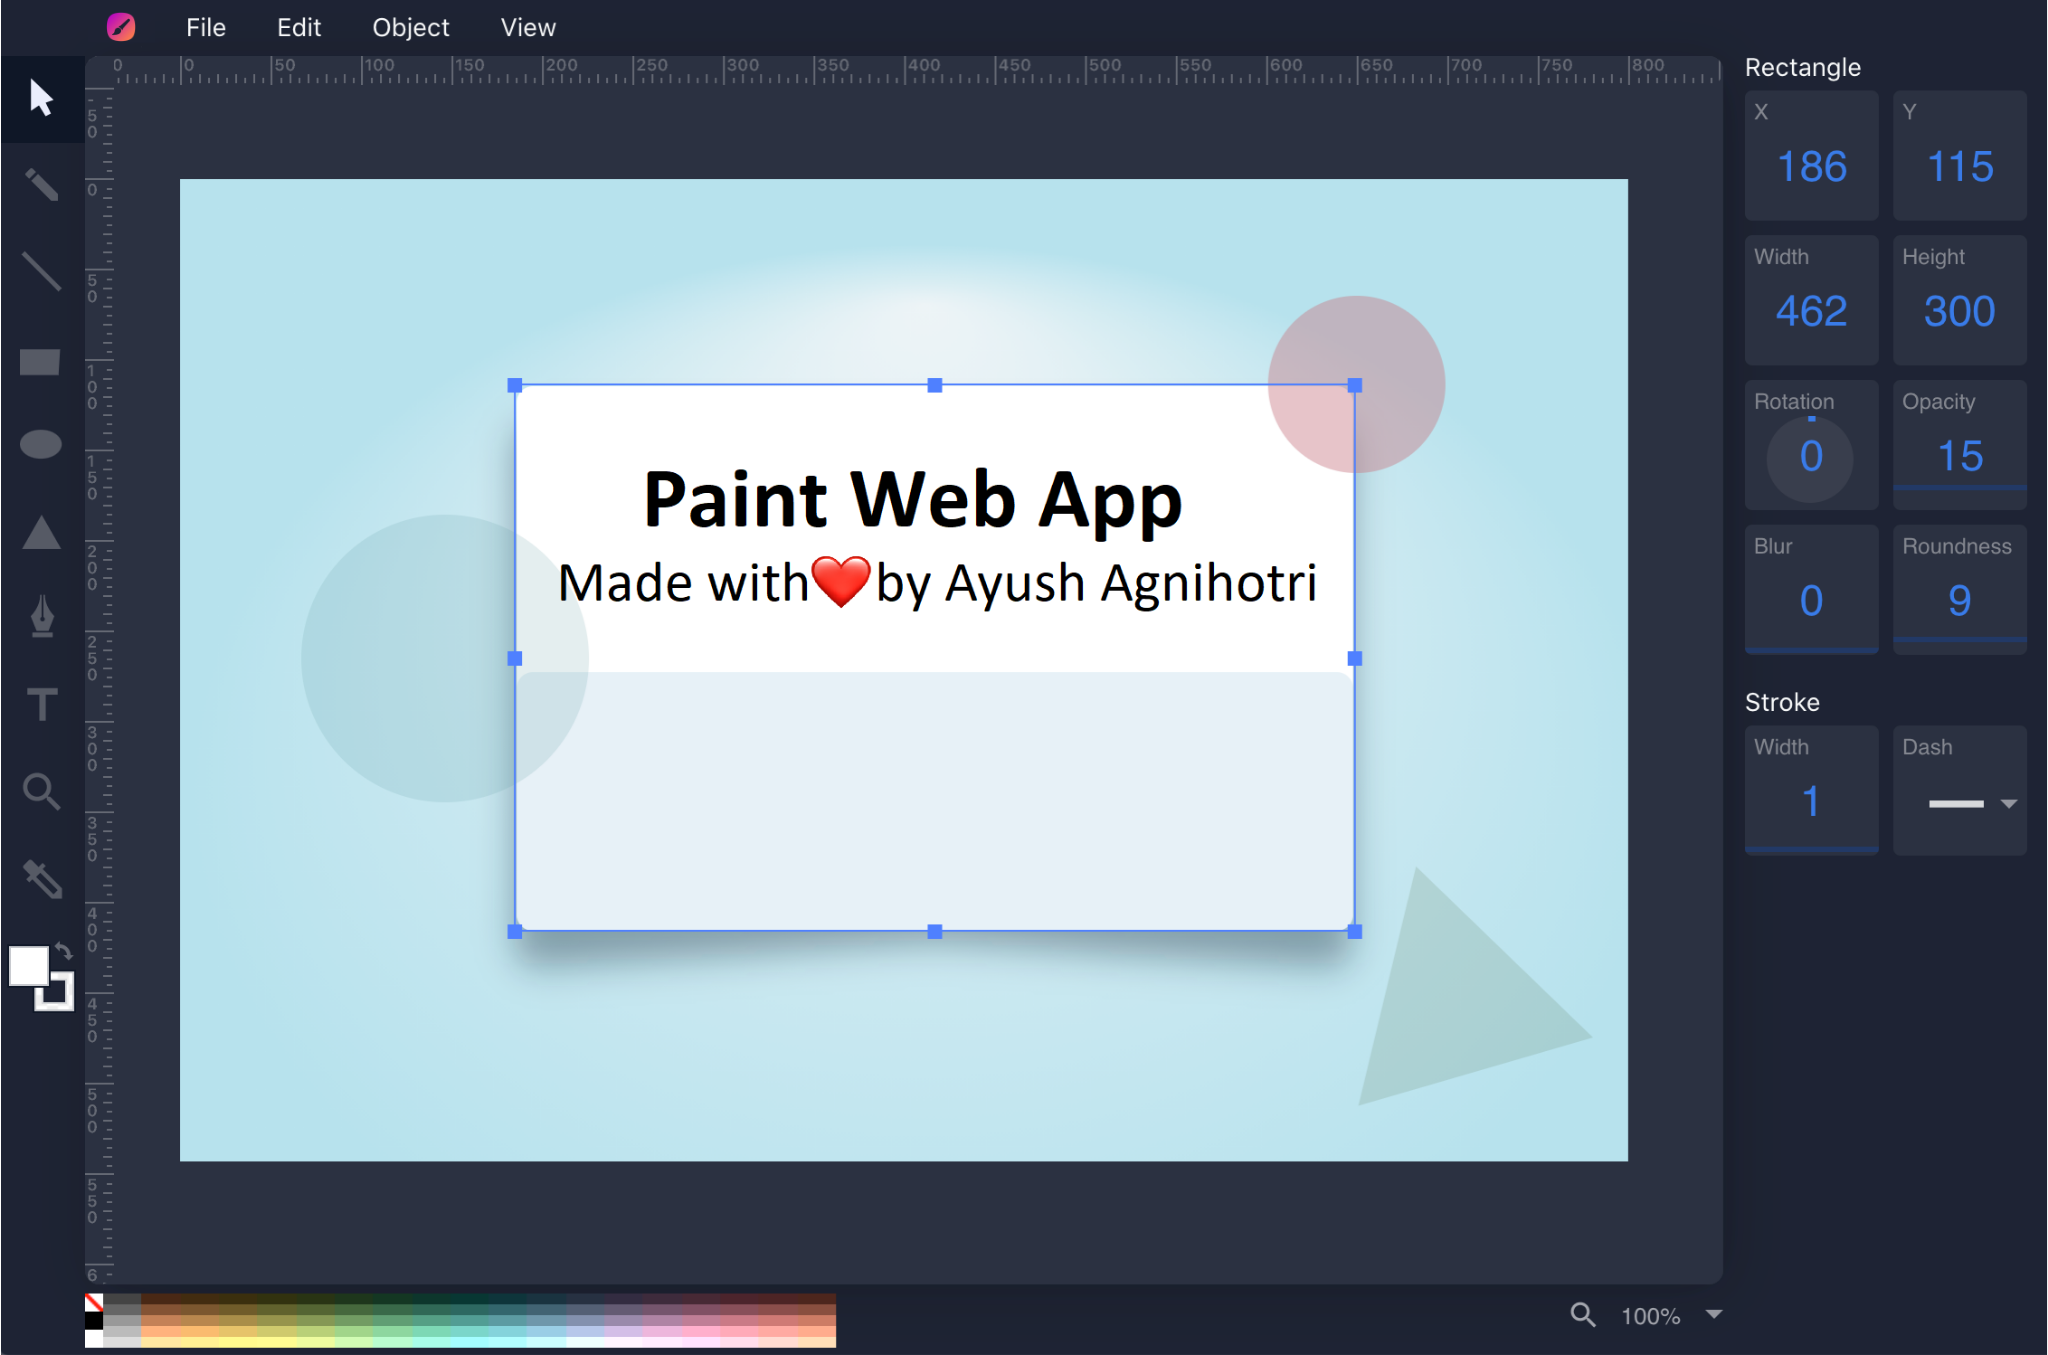 File Edit Object View
0 0 50 100 150 200 250 300 350 400 450 500 550 600 650 700 750 800
50
0
50
100
150
200
250
300
350
400
450
500
550
6
Paint Web App
Made with❤️by Ayush Agnihotri
T
Rectangle
X Y
186 115
Width Height
462 300
Rotation Opacity
0 15
Blur Roundness
0 9
Stroke
Width Dash
1
100%